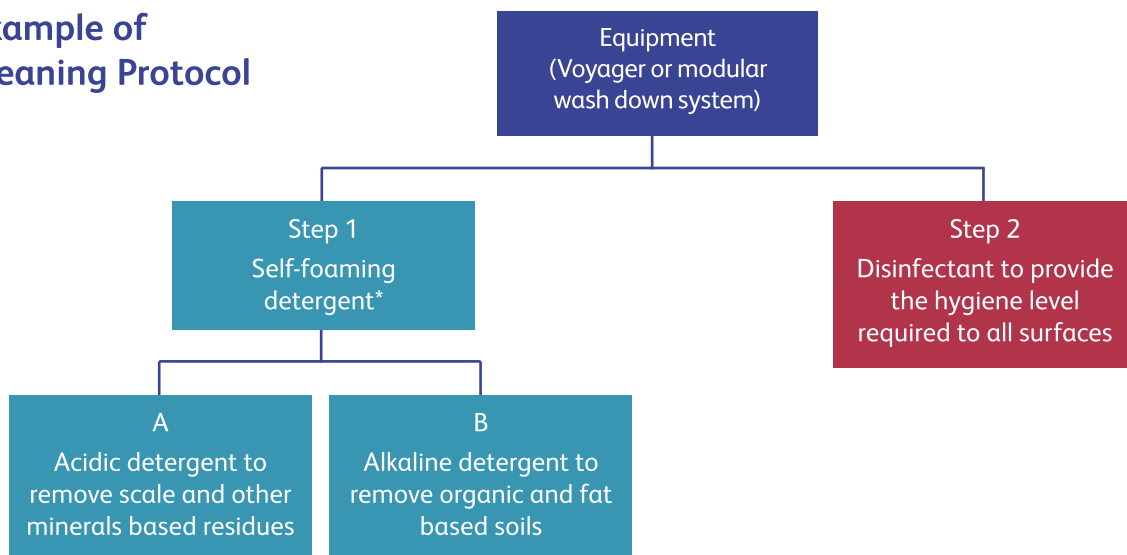 xample of
eaning Protocol
Equipment
(Voyager or modular
wash down system)
Step 1
Self-foaming
detergent*
Step 2
Disinfectant to provide
the hygiene level
required to all surfaces
A
Acidic detergent to
remove scale and other
minerals based residues
B
Alkaline detergent to
remove organic and fat
based soils